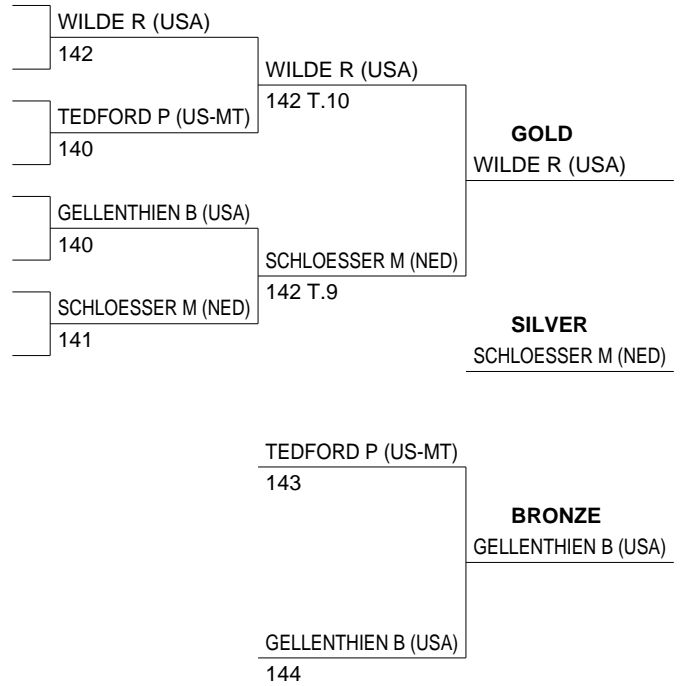 WILDE R (USA)
142
WILDE R (USA)
142 T.10
TEDFORD P (US-MT)
140
GOLD
WILDE R (USA)
GELLENTHIEN B (USA)
140
SCHLOESSER M (NED)
142 T.9
SCHLOESSER M (NED)
141
SILVER
SCHLOESSER M (NED)
TEDFORD P (US-MT)
143
BRONZE
GELLENTHIEN B (USA)
GELLENTHIEN B (USA)
144